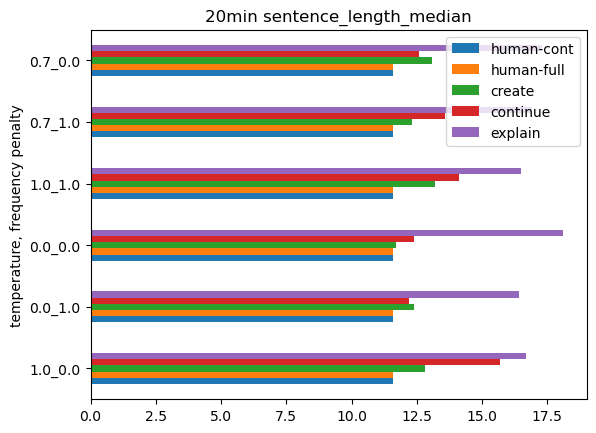 20min sentence_length_median
human-cont
human-full
create
continue
explain
temperature, frequency penalty
0.7_0.0
0.7_1.0
1.0_1.0
0.0_0.0
0.0_1.0
1.0_0.0
0.0 2.5 5.0 7.5 10.0 12.5 15.0 17.5